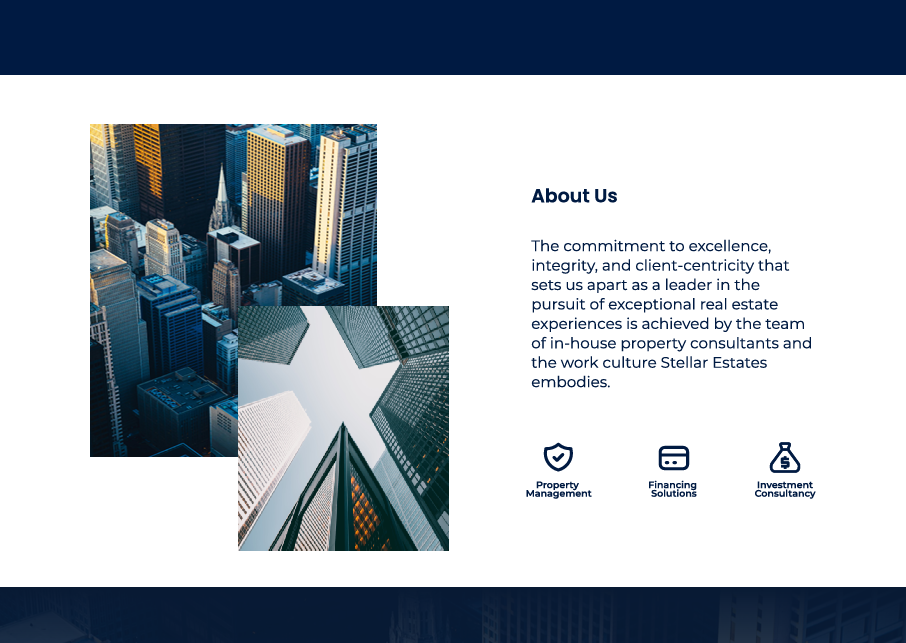 About Us
The commitment to excellence,
integrity, and client-centricity that
sets us apart as a leader in the
pursuit of exceptional real estate
experiences is achieved by the team
of in-house property consultants and
the work culture Stellar Estates
embodies.
Property
Management
Financing
Solutions
Investment
Consultancy